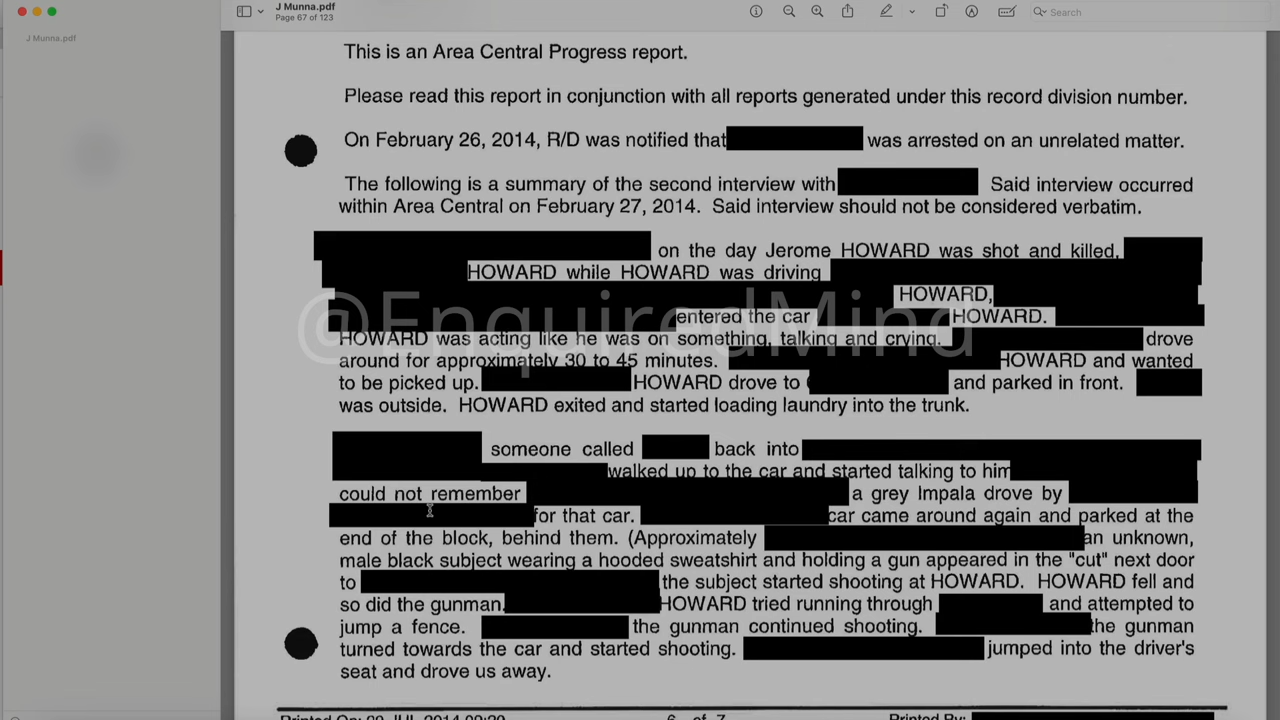 J Munna.pdf
Page 67 of 123
Search
J Munna.pdf
This is an Area Central Progress report.
Please read this report in conjunction with all reports generated under this record division number.
On February 26, 2014, R/D was notified that was arrested on an unrelated matter.
The following is a summary of the second interview with Said interview occurred
within Area Central on February 27, 2014. Said interview should not be considered verbatim.
on the day Jerome HOWARD was shot and killed,
HOWARD while HOWARD was driving
HOWARD,
@EnquiredMind
entered the car HOWARD.
HOWARD was acting like he was on something, talking and crying. drove
around for approximately 30 to 45 minutes. HOWARD and wanted
to be picked up. HOWARD drove to and parked in front.
was outside. HOWARD exited and started loading laundry into the trunk.
someone called back into
walked up to the car and started talking to him
could not remember a grey Impala drove by
for that car. car came around again and parked at the
end of the block, behind them. (Approximately an unknown,
male black subject wearing a hooded sweatshirt and holding a gun appeared in the "cut" next door
to the subject started shooting at HOWARD. HOWARD fell and
so did the gunman. HOWARD tried running through and attempted to
jump a fence. the gunman continued shooting. the gunman
turned towards the car and started shooting. jumped into the driver's
seat and drove us away.
Printed On: JUL 2014 6 of 7 Printed By: